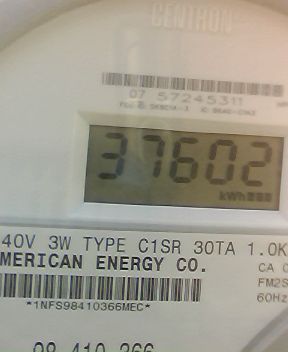 CENTRON
07 57245311
37602
kWh
40V 3W TYPE C1SR 30TA 1.0K
MERICAN ENERGY CO.
CA 0
FM2S
60Hz
*1NFS98410366MEC*
98 410 366